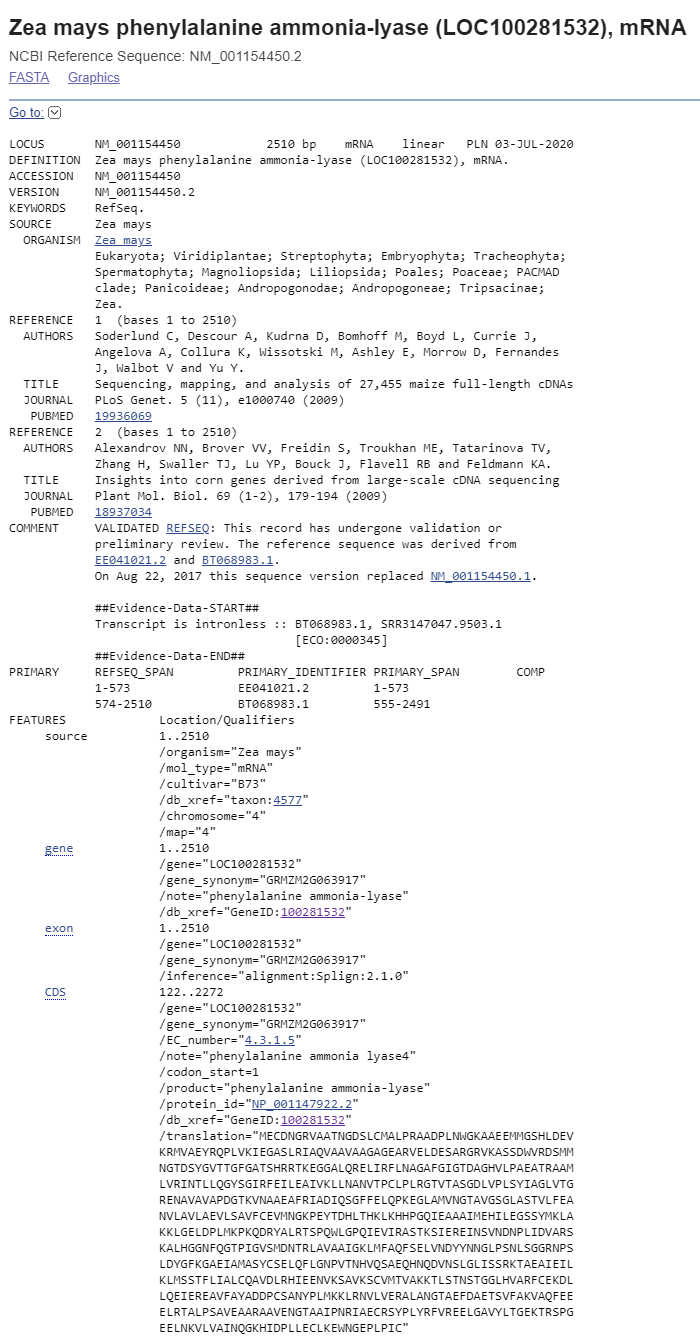 Zea mays phenylalanine ammonia-lyase (LOC100281532), mRNA
NCBI Reference Sequence: NM_001154450.2
FASTA Graphics
Go to:
LOCUS NM_001154450 2510 bp mRNA linear PLN 03-JUL-2020
DEFINITION Zea mays phenylalanine ammonia-lyase (LOC100281532), mRNA.
ACCESSION NM_001154450
VERSION NM_001154450.2
KEYWORDS RefSeq.
SOURCE Zea mays
ORGANISM Zea mays
Eukaryota; Viridiplantae; Streptophyta; Embryophyta; Tracheophyta;
Spermatophyta; Magnoliopsida; Liliopsida; Poales; Poaceae; PACMAD
clade; Panicoideae; Andropogonodae; Andropogoneae; Tripsacinae;
Zea.
REFERENCE 1 (bases 1 to 2510)
AUTHORS Soderlund C, Descour A, Kudrna D, Bomhoff M, Boyd L, Currie J,
Angelova A, Collura K, Wissotski M, Ashley E, Morrow D, Fernandes
J, Walbot V and Yu Y.
TITLE Sequencing, mapping, and analysis of 27,455 maize full-length cDNAs
JOURNAL PLoS Genet. 5 (11), e1000740 (2009)
PUBMED 19936069
REFERENCE 2 (bases 1 to 2510)
AUTHORS Alexandrov NN, Brover VV, Freidin S, Troukhan ME, Tatarinova TV,
Zhang H, Swaller TJ, Lu YP, Bouck J, Flavell RB and Feldmann KA.
TITLE Insights into corn genes derived from large-scale cDNA sequencing
JOURNAL Plant Mol. Biol. 69 (1-2), 179-194 (2009)
PUBMED 18937034
COMMENT VALIDATED REFSEQ: This record has undergone validation or
preliminary review. The reference sequence was derived from
EE041021.2 and BT068983.1.
On Aug 22, 2017 this sequence version replaced NM_001154450.1.
##Evidence-Data-START##
Transcript is intronless :: BT068983.1, SRR3147047.9503.1
[ECO:0000345]
##Evidence-Data-END##
PRIMARY REFSEQ_SPAN PRIMARY_IDENTIFIER PRIMARY_SPAN COMP
1-573 EE041021.2 1-573
574-2510 BT068983.1 555-2491
FEATURES Location/Qualifiers
source 1..2510
/organism="Zea mays"
/mol_type="mRNA"
/cultivar="B73"
/db_xref="taxon:4577"
/chromosome="4"
/map="4"
gene 1..2510
/gene="LOC100281532"
/gene_synonym="GRMZM2G063917"
/note="phenylalanine ammonia-lyase"
/db_xref="GeneID:100281532"
exon 1..2510
/gene="LOC100281532"
/gene_synonym="GRMZM2G063917"
/inference="alignment:Splign:2.1.0"
CDS 122..2272
/gene="LOC100281532"
/gene_synonym="GRMZM2G063917"
/EC_number="4.3.1.5"
/note="phenylalanine ammonia lyase4"
/codon_start=1
/product="phenylalanine ammonia-lyase"
/protein_id="NP_001147922.2"
/db_xref="GeneID:100281532"
/translation="MECDNGRVAATNGDSLCMALPRAADPLNWGKAAEEMMGSHLDEV
KRMVAEYRQPLVKIEGASLRIAQVAAVAAGAGEARVELDESARGRVKASSDWVRDSMM
NGTDSYGVTTGFGATSHRRTKEGGALQRELIRFLNAGAFGIGTDAGHVLPAEATRAAM
LVRINTLLQGYSGIRFEILEAIVKLLNANVTPCLPLRGTVTASGDLVPLSYIAGLVTG
RENAVAVAPDGTKVNAAEAFRIADIQSGFFELQPKEGLAMVNGTAVGSGLASTVLFEA
NVLAVLAEVLSAVFCEVMNGKPEYTDHLTHKLKHHPGQIEAAAIMEHILEGSSYMKLA
KKLGELDPLMKPKQDRYALRTSPQWLGPQIEVIRASTKSIEREINSVNDNPLIDVARS
KALHGGNFQGTPIGVSMDNTRLAVAAIGKLMFAQFSELVNDYYNNGLPSNLSGGRNPS
LDYGFKGAEIAMASYCSELQFLGNPVTNHVQSAEQHNQDVNSLGLISSRKTAEAIEIL
KLMSSTFLIALCQAVDLRHIEENVKSAVKSCVMTVAKKTLSTNSTGGLHVARFCEKDL
LQEIEREAVFAYADDPCSANYPLMKKLRNVLVERALANGTAEFDAETSVFAKVAQFEE
ELRTALPSAVEAARAAVENGTAAIPNRIAECRSYPLYRFVREELGAVYLTGEKTRSPG
EELNKVLVAINQGKHIDPLLECLKEWNGEPLPIC"